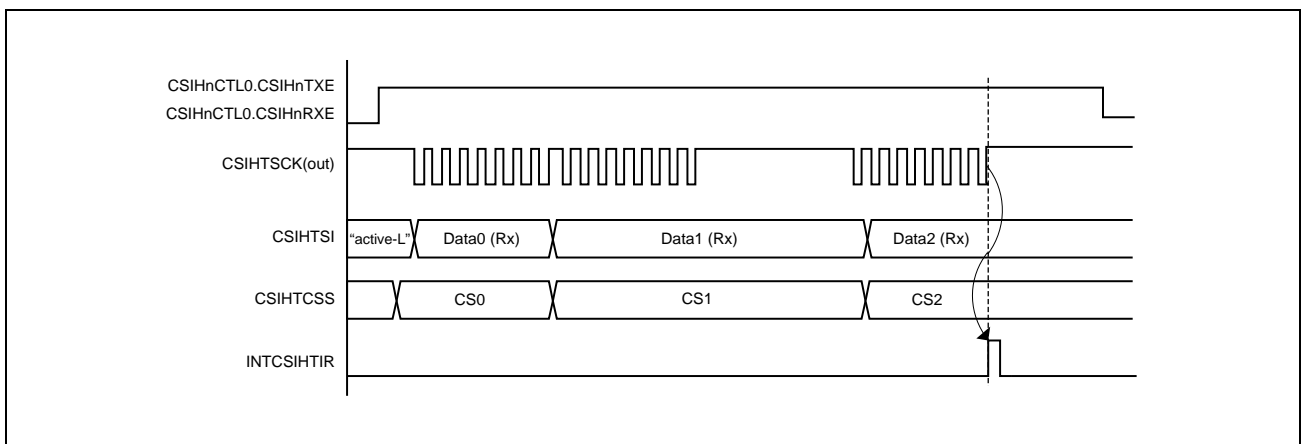 CSIHnCTL0.CSIHnTXE
CSIHnCTL0.CSIHnRXE
CSIHTSCK(out)
CSIHTSI "active-L" Data0 (Rx) Data1 (Rx) Data2 (Rx)
CSIHTCSS CS0 CS1 CS2
INTCSIHTIR